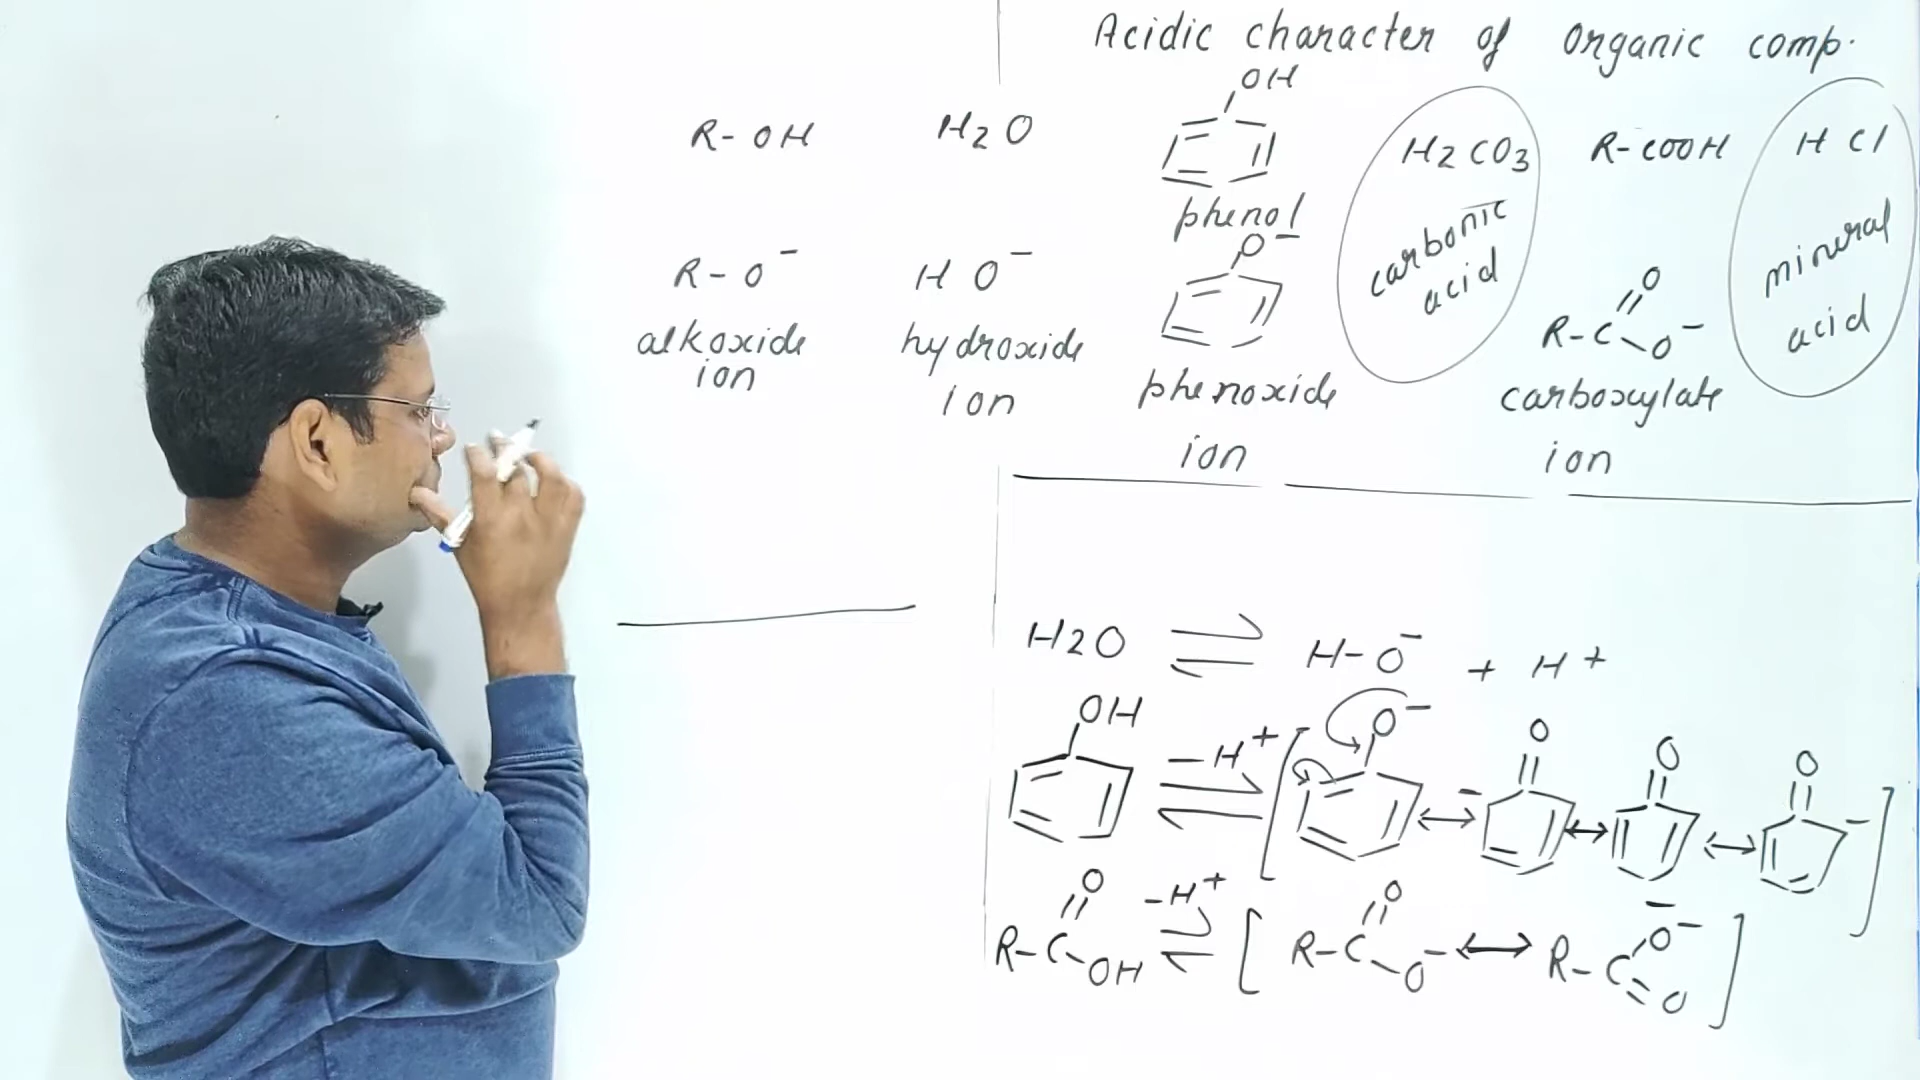 Acidic character of organic comp.
R-OH H2O OH H2CO3 R-COOH HCl
phenol carbonic acid mineral acid
R-O⁻ HO⁻ O⁻ R-C O O⁻
alkoxide ion hydroxide ion phenoxide ion carboxylate ion
H2O ⇌ H-O⁻ + H+
OH -H+ ⇌ [ O⁻ ↔ - O ↔ O - ↔ O - ]
R-C O OH -H+ ⇌ [ R-C O O⁻ ↔ R-C O⁻ = O ]